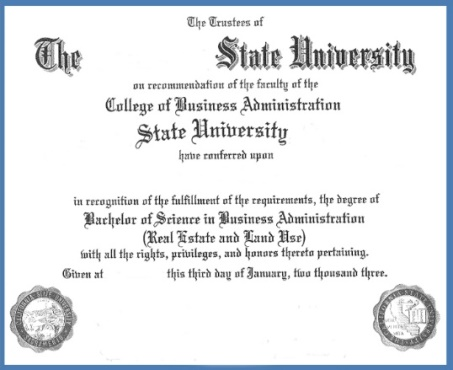 The Trustees of
The State University
on recommendation of the faculty of the
College of Business Administration
State University
have conferred upon
in recognition of the fulfillment of the requirements, the degree of
Bachelor of Science in Business Administration
(Real Estate and Land Use)
with all the rights, privileges, and honors thereto pertaining.
Given at this third day of January, two thousand three.